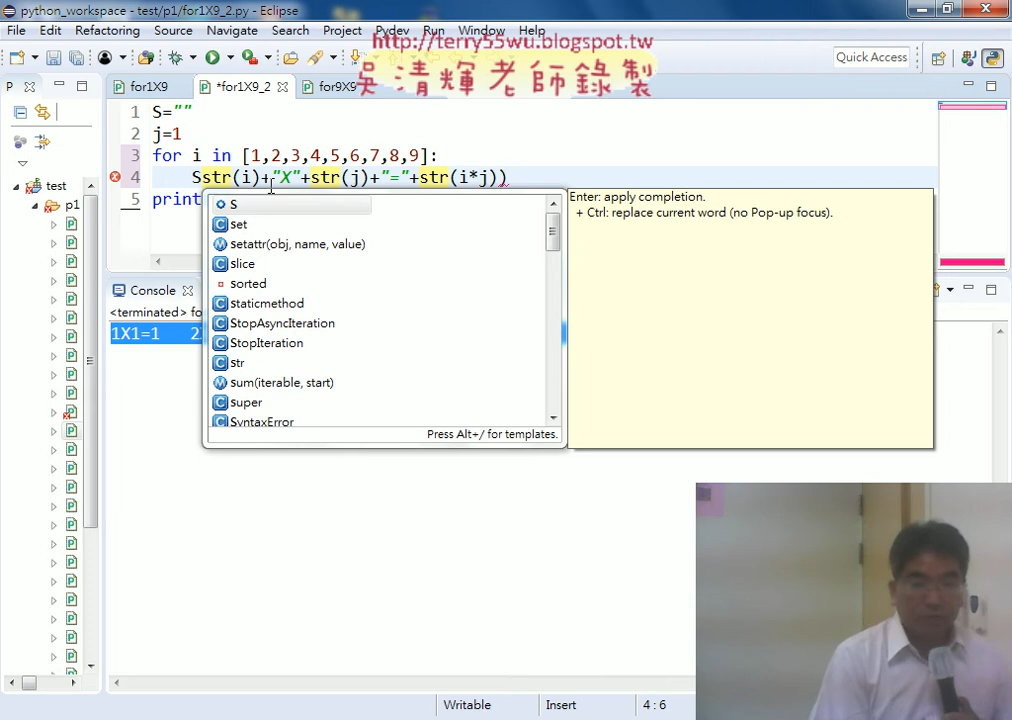 python_workspace - test/p1/for1X9_2.py - Eclipse
File Edit Refactoring Source Navigate Search Project Pydev Run Window Help
http://terry55wu.blogspot.tw
吳清輝老師錄製
Quick Access
P
for1X9
*for1X9_2
for9X9
1 S=""
2 j=1
3 for i in [1,2,3,4,5,6,7,8,9]:
4 Sstr(i)+"X"+str(j)+"="+str(i*j))
5 print
test
p1
S
set
setattr(obj, name, value)
slice
sorted
staticmethod
StopAsyncIteration
StopIteration
str
sum(iterable, start)
super
SyntaxError
Press Alt+/ for templates.
Enter: apply completion.
+ Ctrl: replace current word (no Pop-up focus).
Console
<terminated> fo
1X1=1 2
Writable
Insert
4 : 6